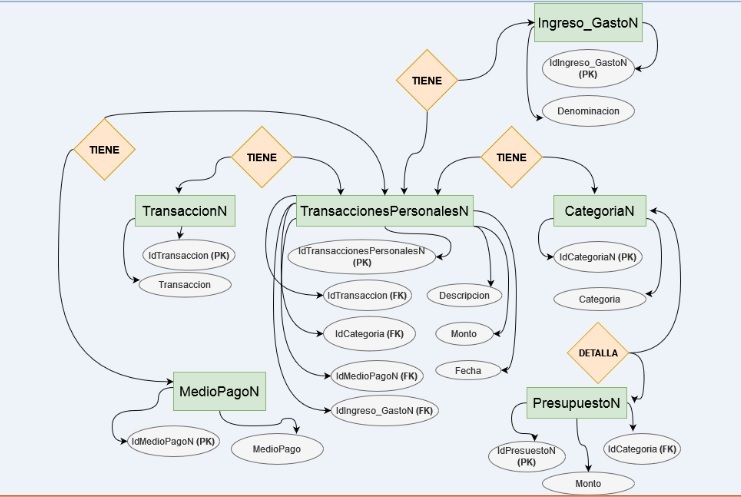 Ingreso_GastoN
IdIngreso_GastoN
(PK)
TIENE
Denominacion
TIENE
TIENE
TIENE
TransaccionN
TransaccionesPersonalesN
CategoriaN
IdTransaccion (PK)
IdTransaccionesPersonalesN
(PK)
IdCategoriaN (PK)
Transaccion
IdTransaccion (FK)
Descripcion
Categoria
IdCategoria (FK)
Monto
DETALLA
IdMedioPagoN (FK)
Fecha
MedioPagoN
PresupuestoN
IdIngreso_GastoN (FK)
IdMedioPagoN (PK)
MedioPago
IdPresuestoN
(PK)
IdCategoria (FK)
Monto